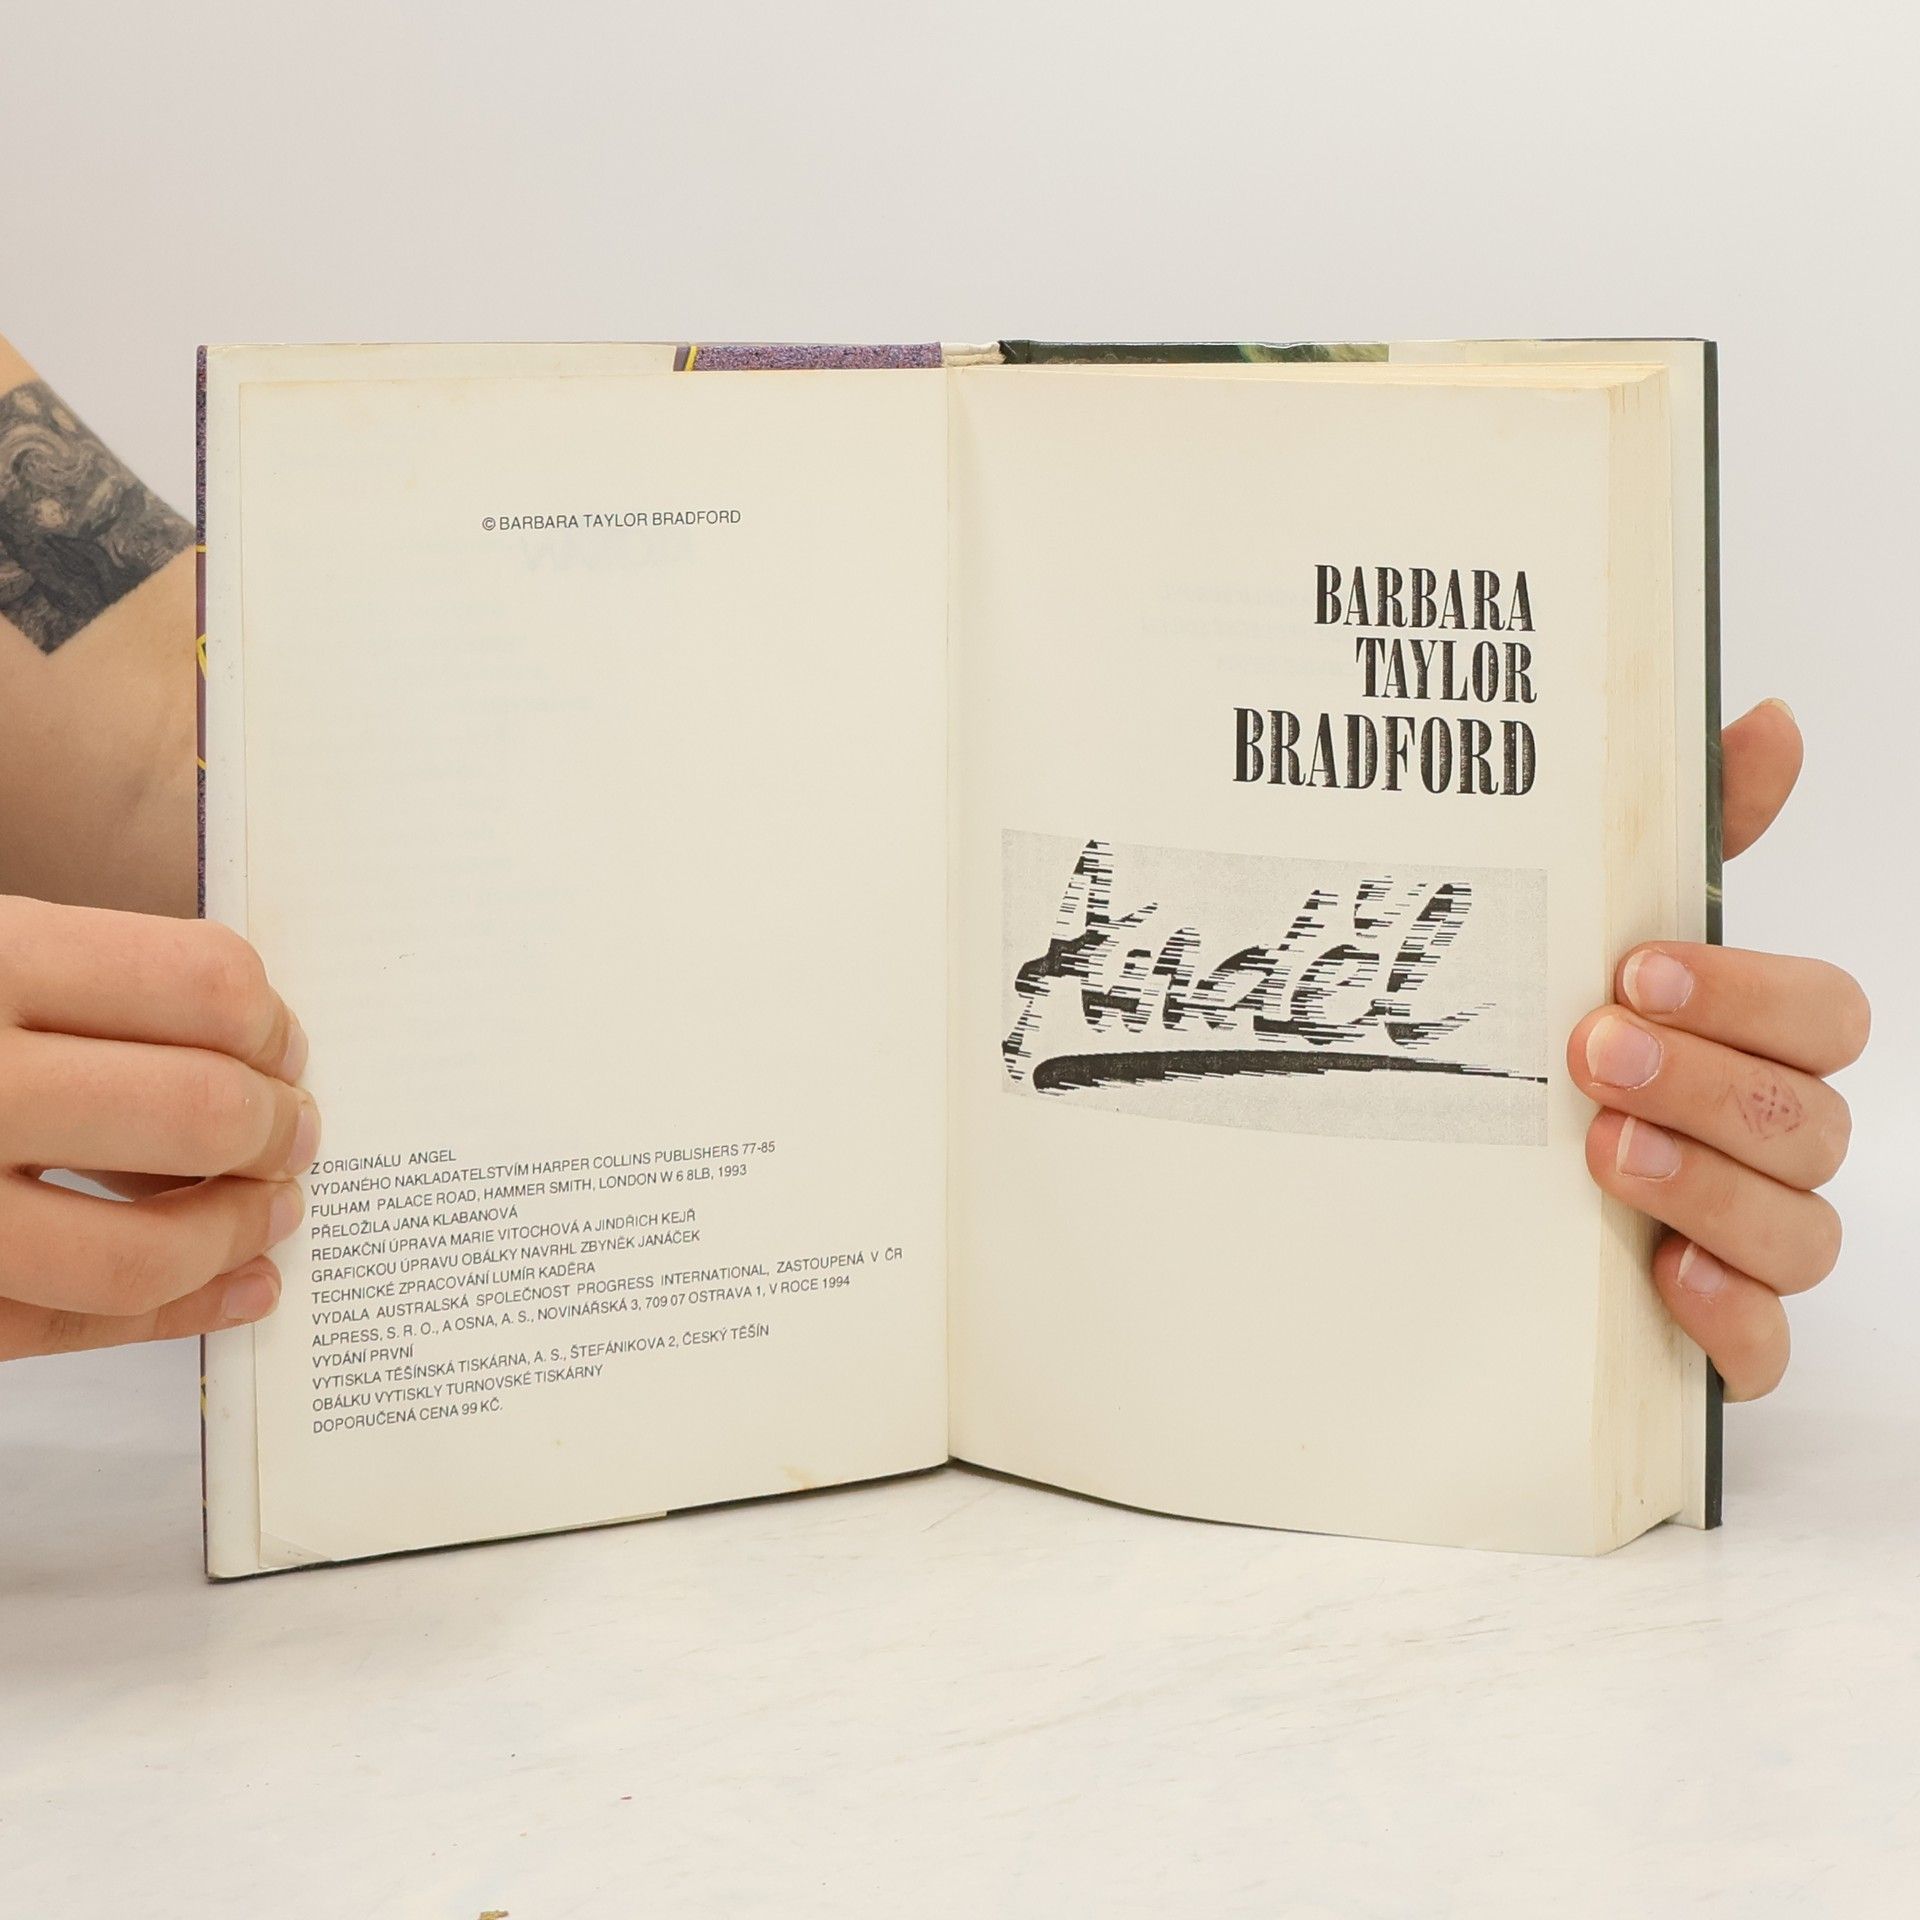 © BARBARA TAYLOR BRADFORD
Z ORIGINÁLU ANGEL
VYDANÉHO NAKLADATELSTVÍM HARPER COLLINS PUBLISHERS 77-85
FULHAM PALACE ROAD, HAMMER SMITH, LONDON W 6 8LB, 1993
PŘELOŽILA JANA KLABANOVÁ
REDAKČNÍ ÚPRAVA MARIE VITOCHOVÁ A JINDŘICH KEJŘ
GRAFICKOU ÚPRAVU OBÁLKY NAVRHL ZBYNĚK JANÁČEK
TECHNICKÉ ZPRACOVÁNÍ LUMÍR KADĚRA
VYDALA AUSTRALSKÁ SPOLEČNOST PROGRESS INTERNATIONAL, ZASTOUPENÁ V ČR
ALPRESS, S. R. O., A OSNA, A. S., NOVINÁŘSKÁ 3, 709 07 OSTRAVA 1, V ROCE 1994
VYDÁNÍ PRVNÍ
VYTISKLA TĚŠÍNSKÁ TISKÁRNA, A. S., ŠTEFÁNIKOVA 2, ČESKÝ TĚŠÍN
OBÁLKU VYTISKLY TURNOVSKÉ TISKÁRNY
DOPORUČENÁ CENA 99 KČ.
BARBARA
TAYLOR
BRADFORD
Anděl